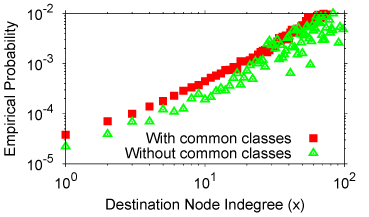 10^-2
10^-3
10^-4
10^-5
Empirical Probability
With common classes
Without common classes
10^0 10^1 10^2
Destination Node Indegree (x)